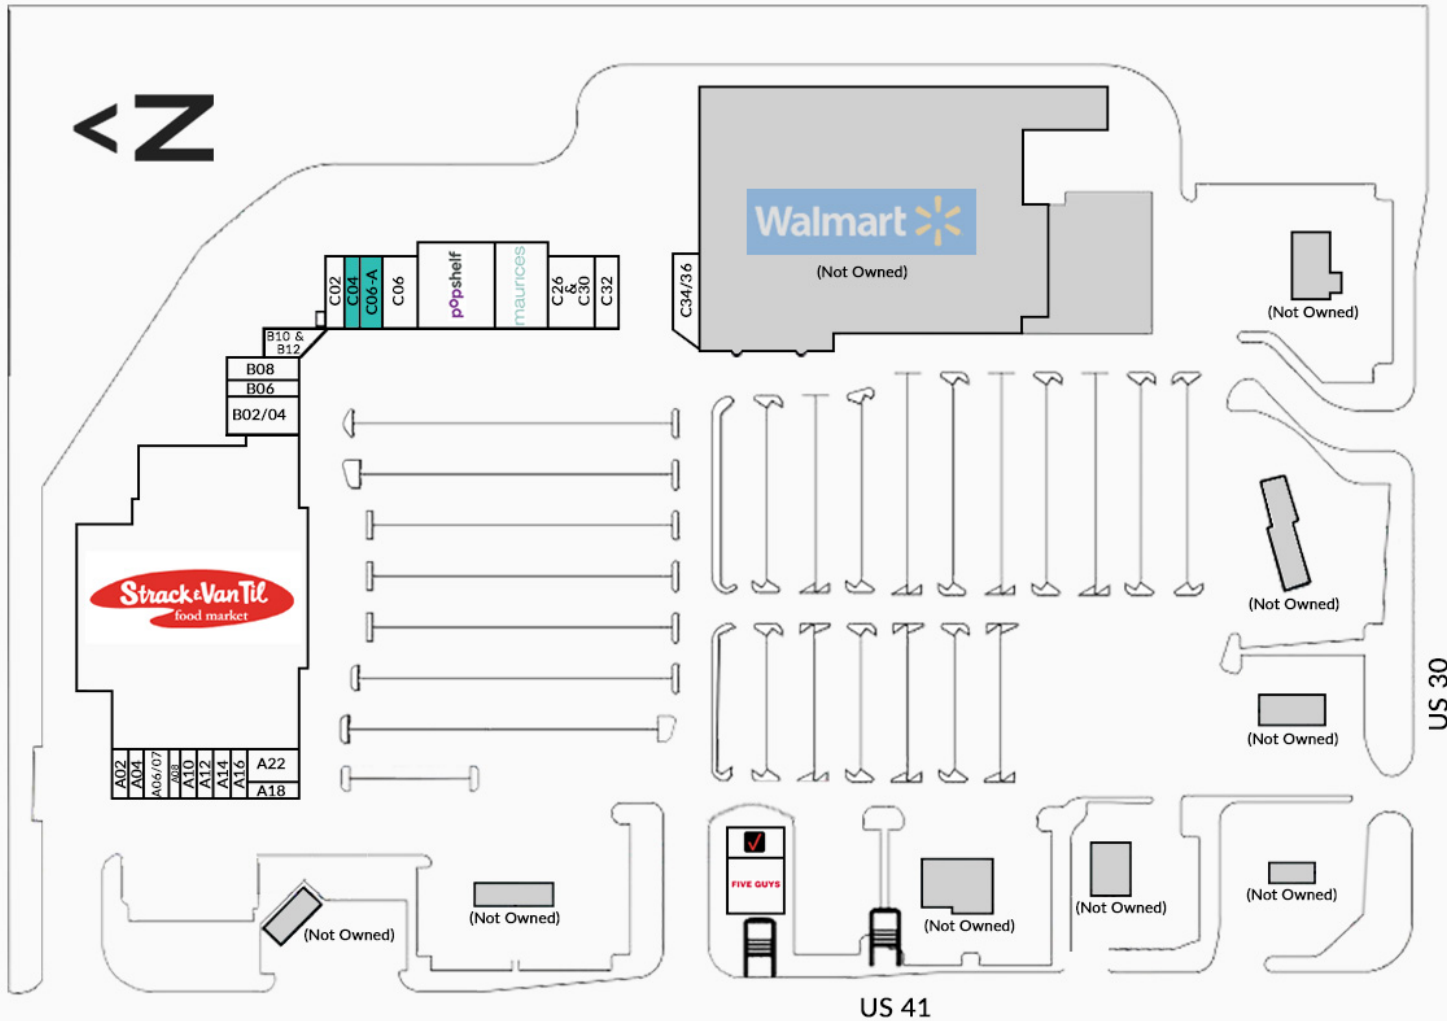 <N
Walmart
(Not Owned)
(Not Owned)
C02
C04
C06-A
C06
popshelf
maurices
C26
&
C30
C32
C34/36
B10 &
B12
B08
B06
B02/04
Strack & Van Til
food market
(Not Owned)
(Not Owned)
US 30
A02
A04
A06/07
A08
A10
A12
A14
A16
A22
A18
FIVE GUYS
(Not Owned)
(Not Owned)
(Not Owned)
(Not Owned)
(Not Owned)
US 41